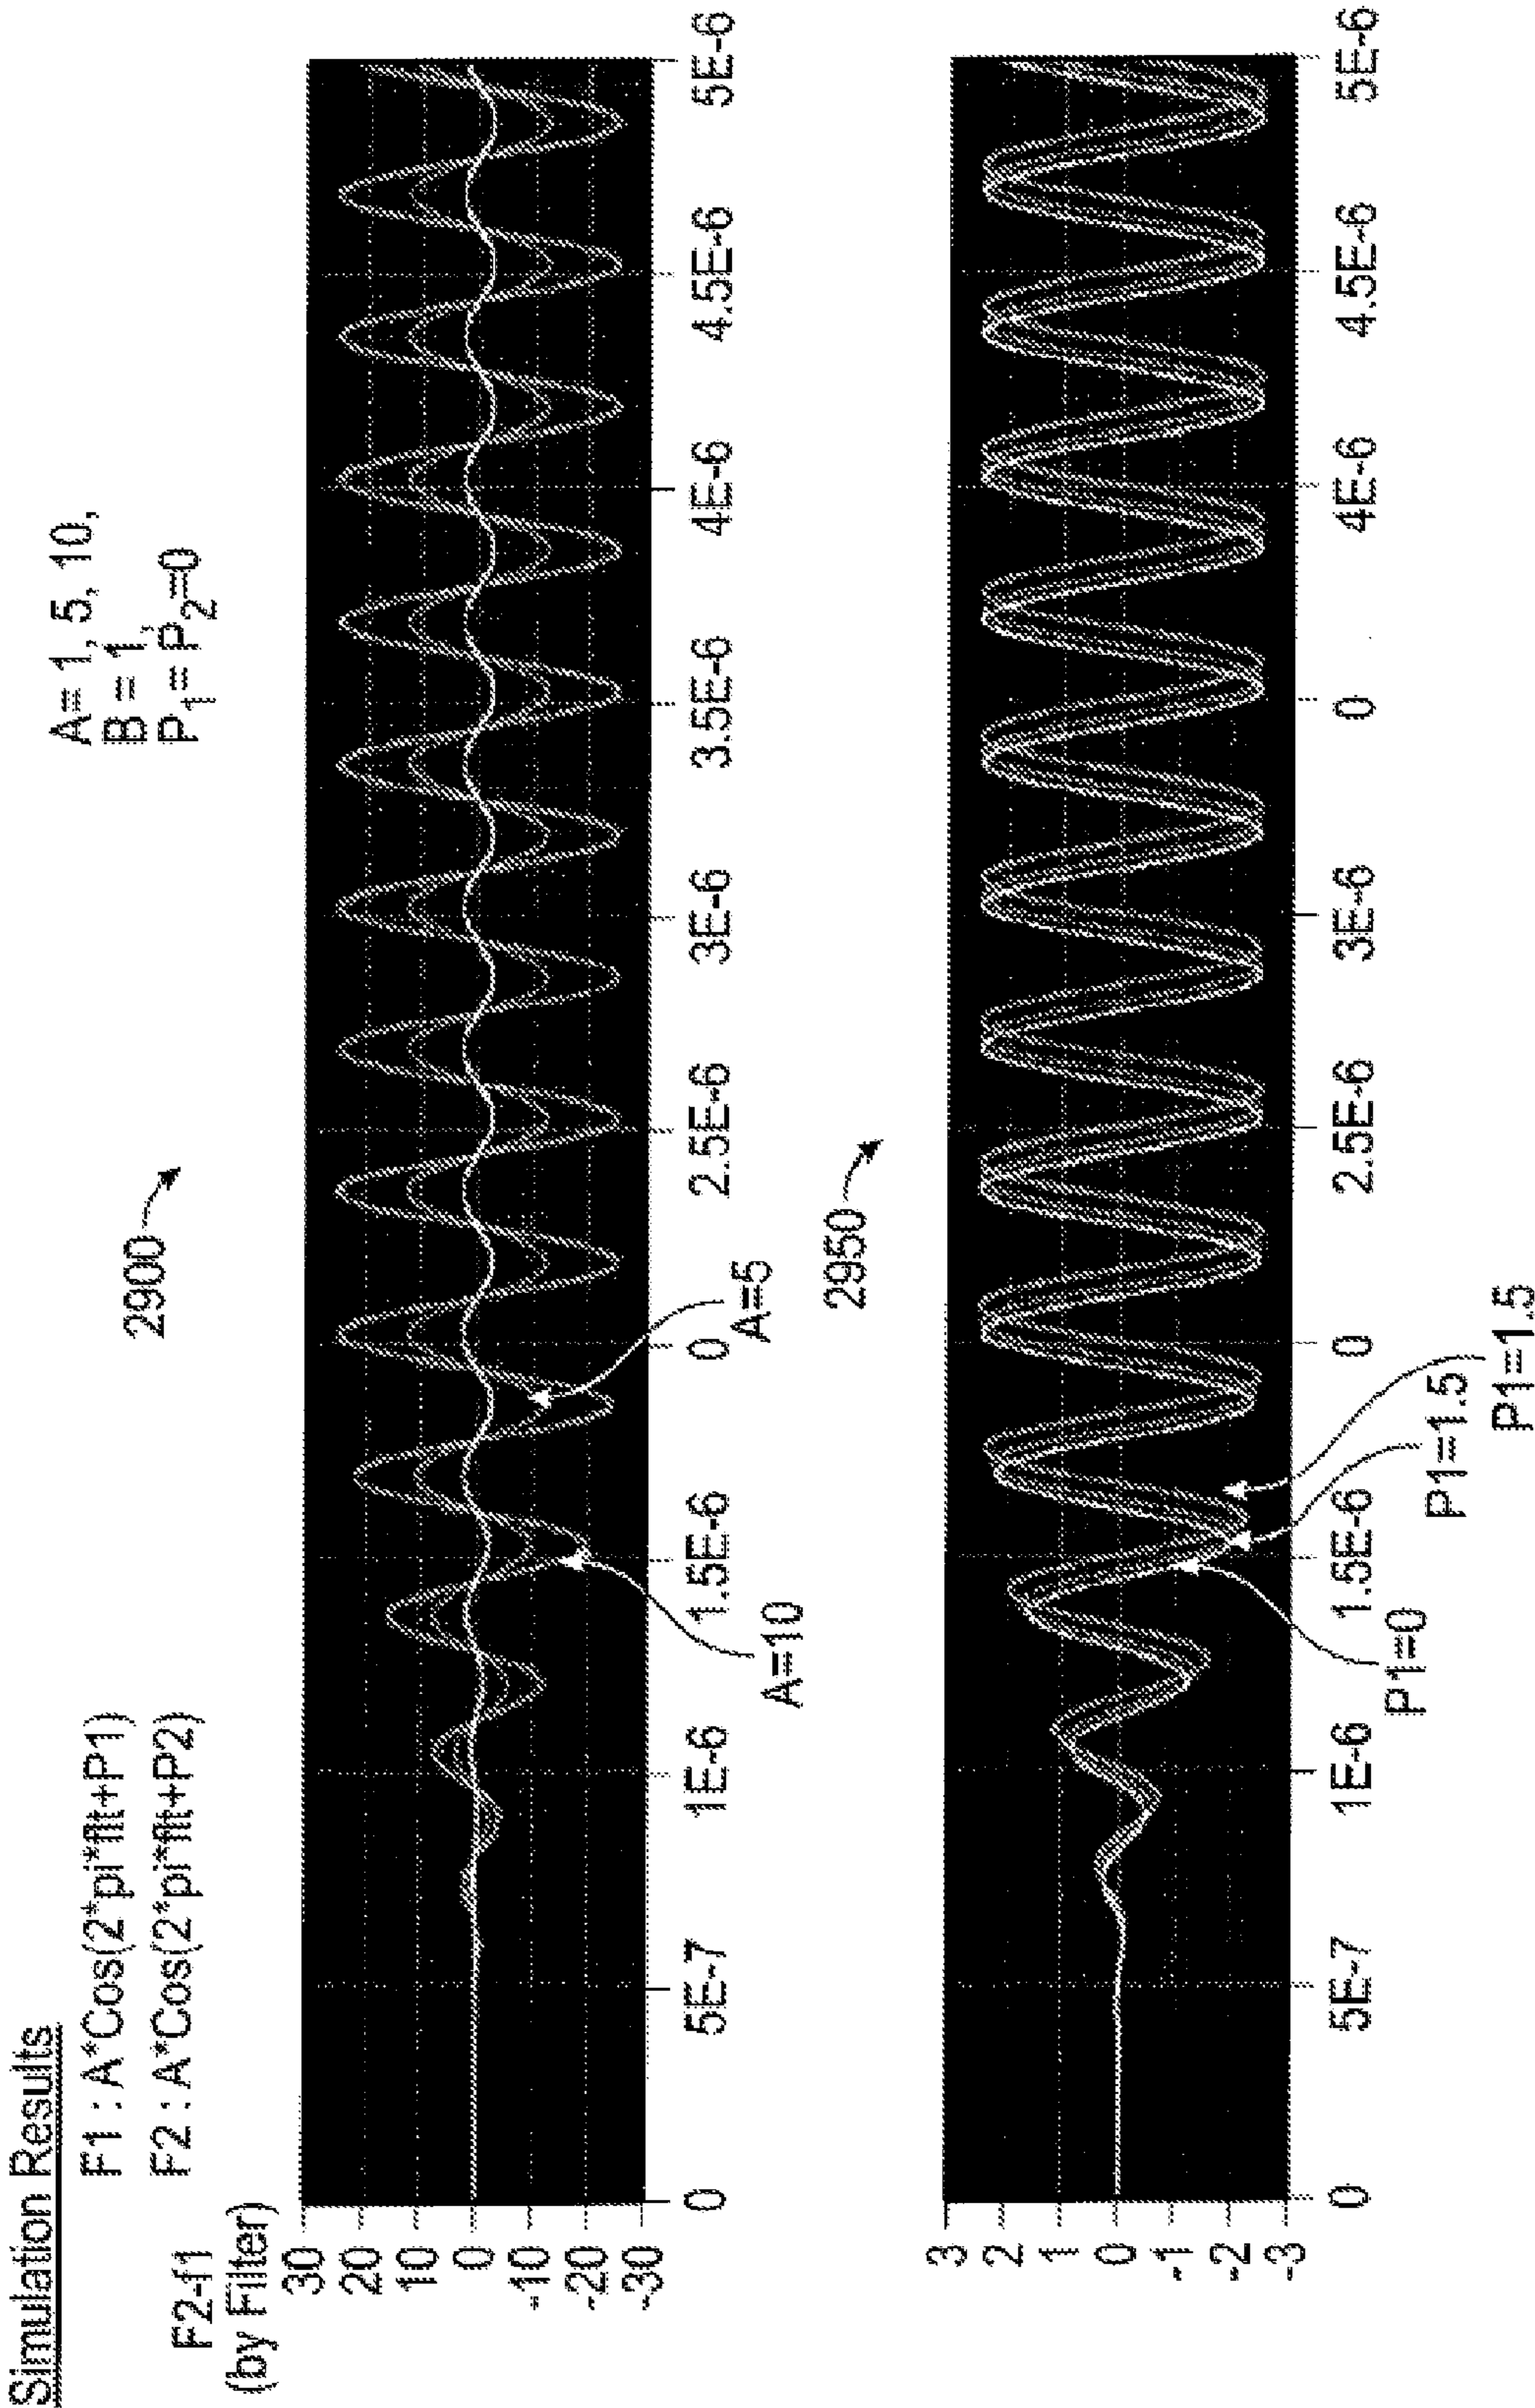 Simulation Results
F1 : A*Cos(2*pi*flt+P1)
F2 : A*Cos(2*pi*flt+P2)
A= 1, 5, 10,
B = 1,
P1= P2=0
F2-f1
(by Filter)
2900
30
20
10
0
-10
-20
-30
0
5E-7
1E-6
1.5E-6
0
2.5E-6
3E-6
3.5E-6
4E-6
4.5E-6
5E-6
A=10
A=5
2950
3
2
1
0
-1
-2
-3
0
5E-7
1E-6
1.5E-6
0
2.5E-6
3E-6
0
4E-6
4.5E-6
5E-6
P1=0
P1=1.5
P1=1.5